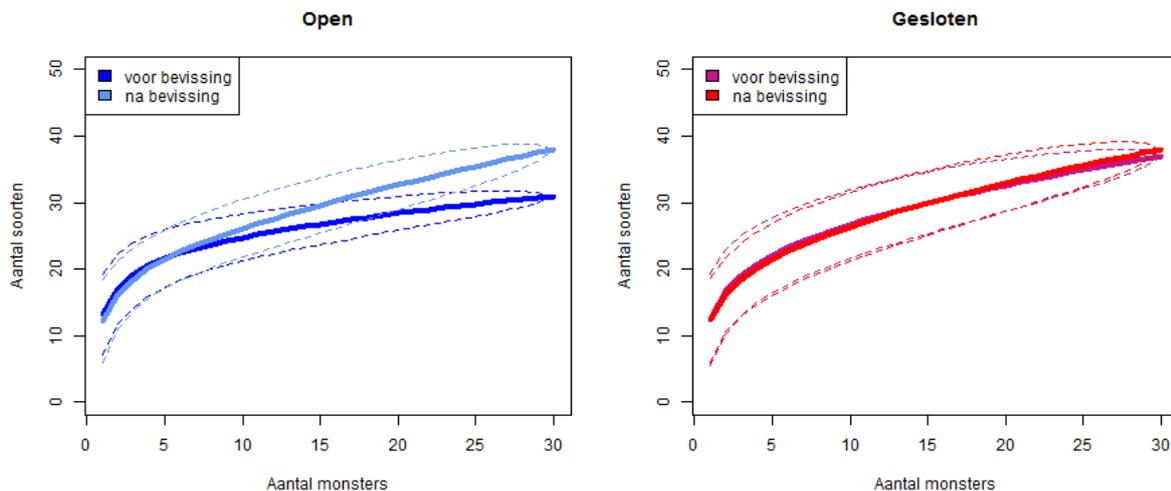 Open
voor bevissing
na bevissing
Aantal soorten
50
40
30
20
10
0
0 5 10 15 20 25 30
Aantal monsters
Gesloten
voor bevissing
na bevissing
Aantal soorten
50
40
30
20
10
0
0 5 10 15 20 25 30
Aantal monsters